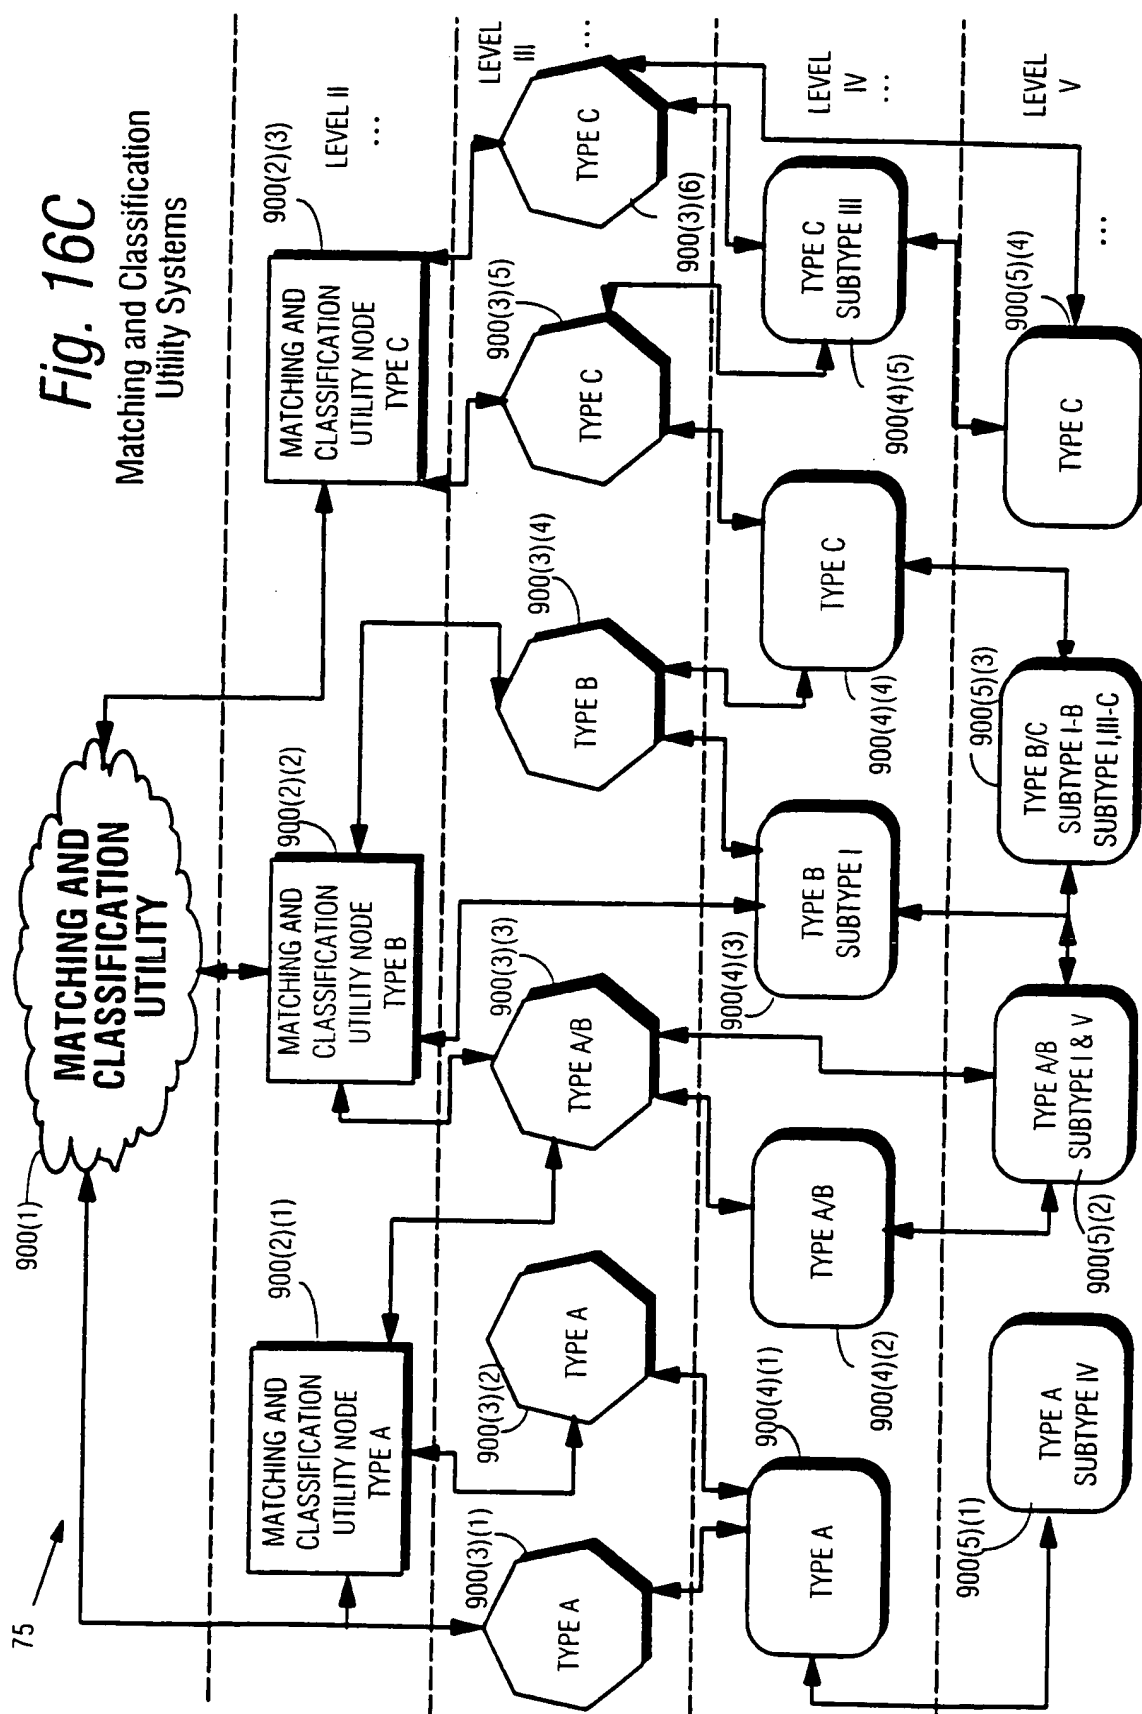 Fig. 16C
Matching and Classification
Utility Systems
75
900(1)
MATCHING AND
CLASSIFICATION
UTILITY
LEVEL II
...
900(2)(1)
MATCHING AND
CLASSIFICATION
UTILITY NODE
TYPE A
900(2)(2)
MATCHING AND
CLASSIFICATION
UTILITY NODE
TYPE B
900(2)(3)
MATCHING AND
CLASSIFICATION
UTILITY NODE
TYPE C
LEVEL
III
...
900(3)(1)
TYPE A
900(3)(2)
TYPE A
900(3)(3)
TYPE A/B
900(3)(4)
TYPE B
900(3)(5)
TYPE C
900(3)(6)
TYPE C
LEVEL
IV
...
900(4)(1)
TYPE A
900(4)(2)
TYPE A/B
900(4)(3)
TYPE B
SUBTYPE I
900(4)(4)
TYPE C
900(4)(5)
TYPE C
SUBTYPE III
LEVEL
V
...
900(5)(1)
TYPE A
SUBTYPE IV
900(5)(2)
TYPE A/B
SUBTYPE I & V
900(5)(3)
TYPE B/C
SUBTYPE I-B
SUBTYPE I,III-C
900(5)(4)
TYPE C